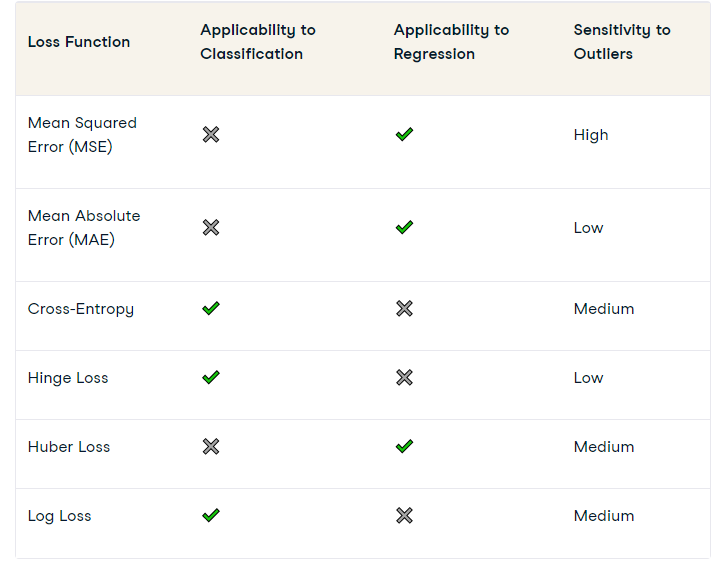 Loss Function
Applicability to
Classification
Applicability to
Regression
Sensitivity to
Outliers
Mean Squared
Error (MSE)
High
Mean Absolute
Error (MAE)
Low
Cross-Entropy
Medium
Hinge Loss
Low
Huber Loss
Medium
Log Loss
Medium